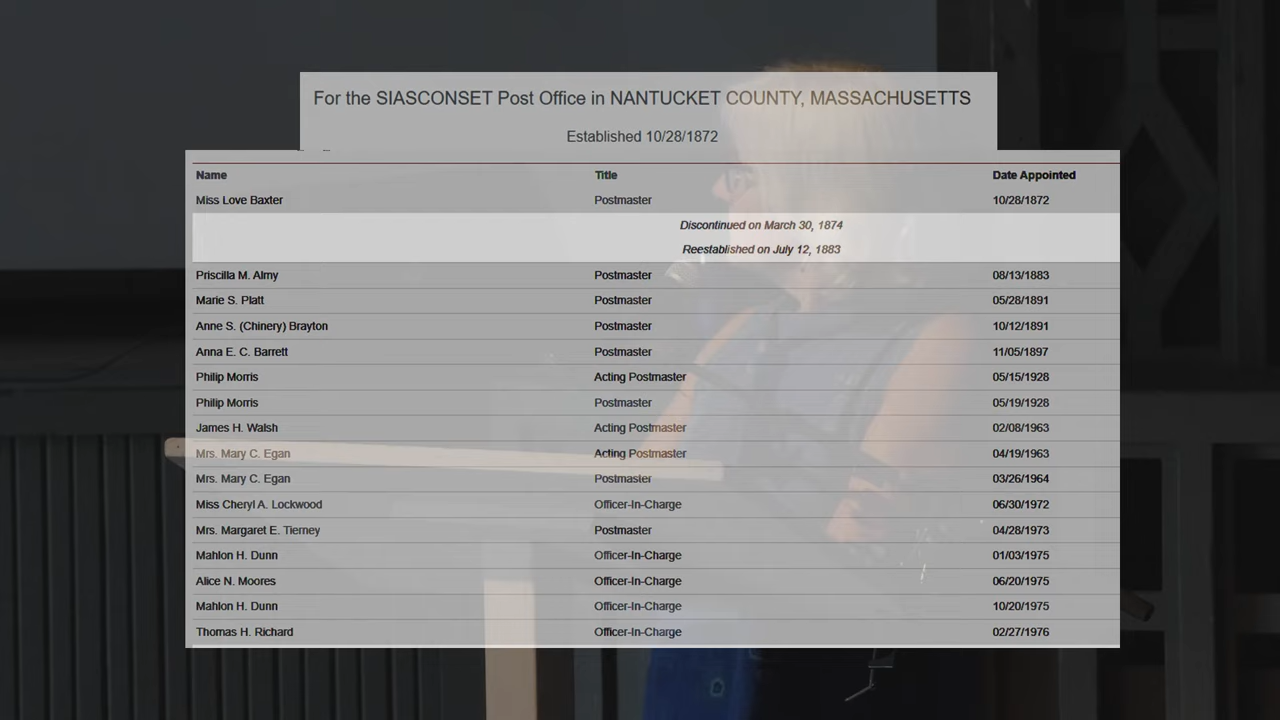 For the SIASCONSET Post Office in NANTUCKET COUNTY, MASSACHUSETTS
Established 10/28/1872
Name Title Date Appointed
Miss Love Baxter Postmaster 10/28/1872
Discontinued on March 30, 1874
Reestablished on July 12, 1883
Priscilla M. Almy Postmaster 08/13/1883
Marie S. Platt Postmaster 05/28/1891
Anne S. (Chinery) Brayton Postmaster 10/12/1891
Anna E. C. Barrett Postmaster 11/05/1897
Philip Morris Acting Postmaster 05/15/1928
Philip Morris Postmaster 05/19/1928
James H. Walsh Acting Postmaster 02/08/1963
Mrs. Mary C. Egan Acting Postmaster 04/19/1963
Mrs. Mary C. Egan Postmaster 03/26/1964
Miss Cheryl A. Lockwood Officer-In-Charge 06/30/1972
Mrs. Margaret E. Tierney Postmaster 04/28/1973
Mahlon H. Dunn Officer-In-Charge 01/03/1975
Alice N. Moores Officer-In-Charge 06/20/1975
Mahlon H. Dunn Officer-In-Charge 10/20/1975
Thomas H. Richard Officer-In-Charge 02/27/1976